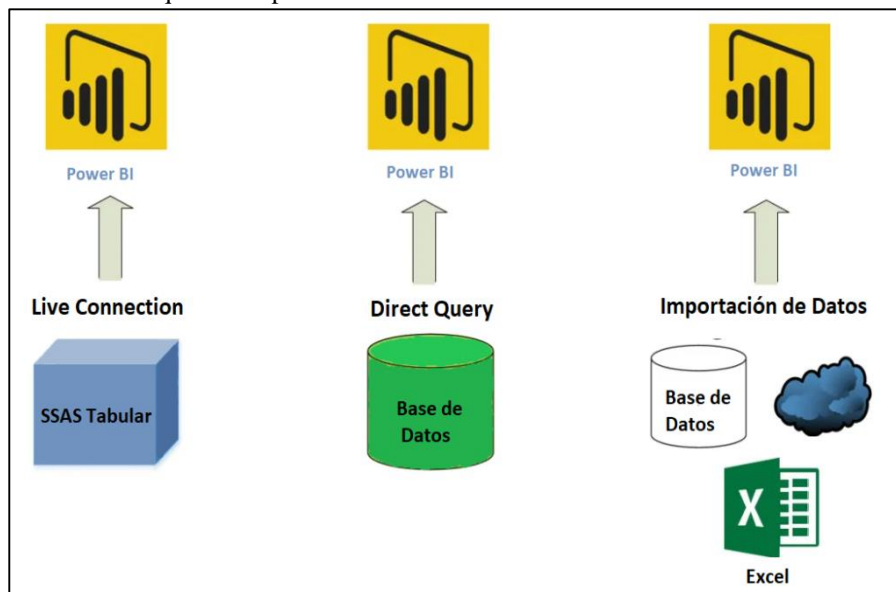 Power BI
Power BI
Power BI
Live Connection
Direct Query
Importación de Datos
SSAS Tabular
Base de
Datos
Base de
Datos
X
Excel